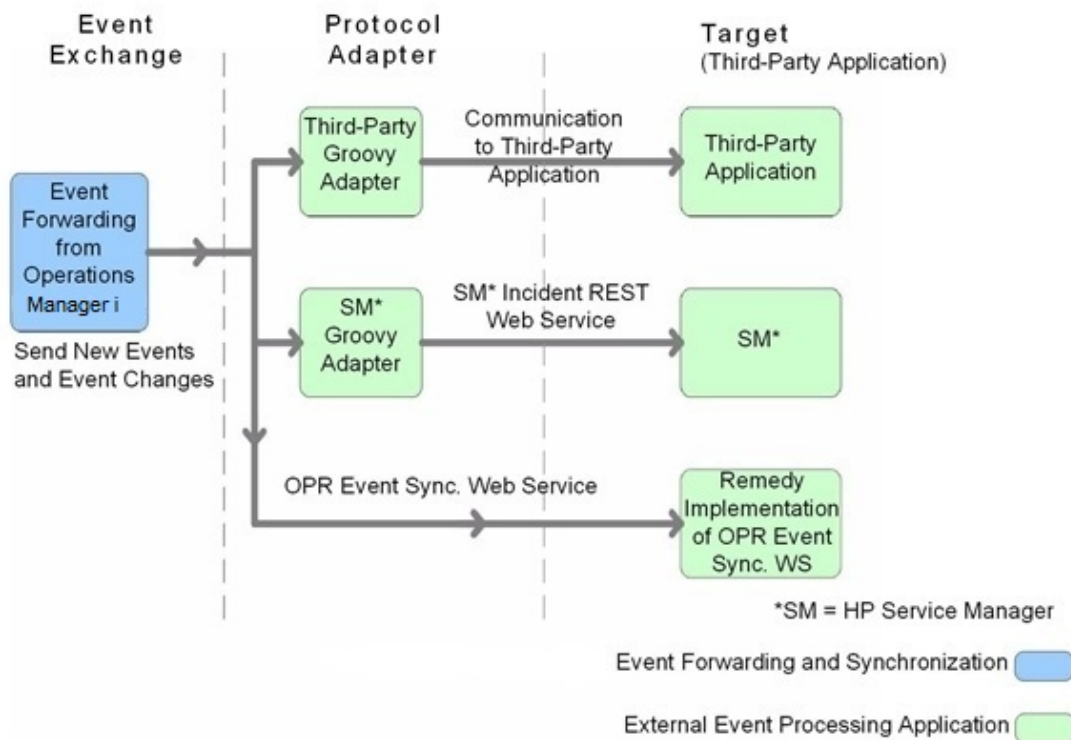 Event
Exchange
Protocol
Adapter
Target
(Third-Party Application)
Event
Forwarding
from
Operations
Manager i
Send New Events
and Event Changes
Third-Party
Groovy
Adapter
Communication
to Third-Party
Application
Third-Party
Application
SM*
Groovy
Adapter
SM* Incident REST
Web Service
SM*
OPR Event Sync. Web Service
Remedy
Implementation
of OPR Event
Sync. WS
*SM = HP Service Manager
Event Forwarding and Synchronization
External Event Processing Application